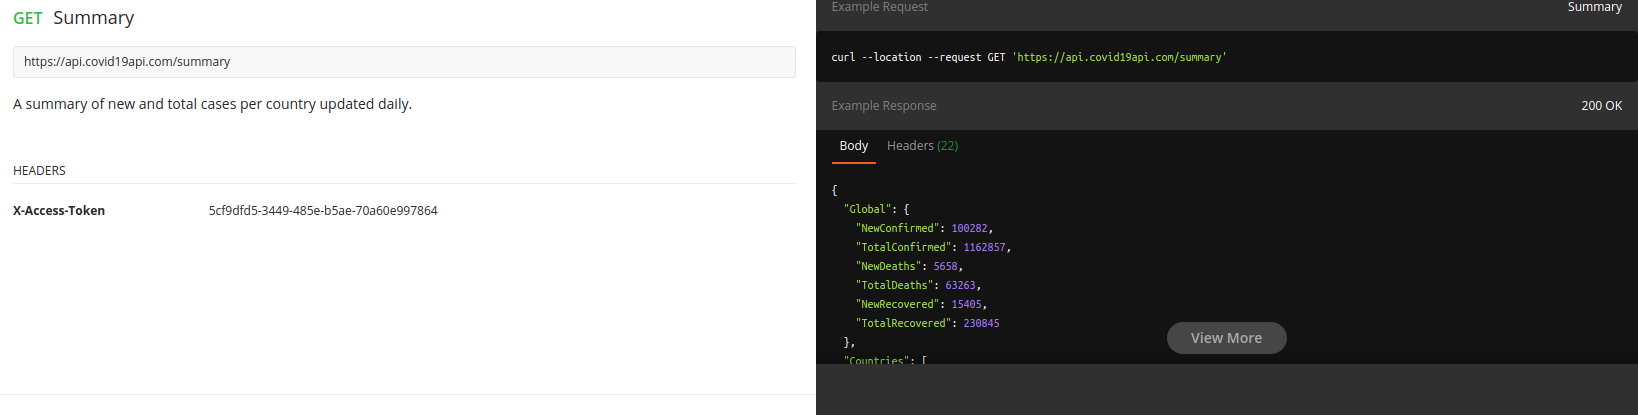 GET Summary
https://api.covid19api.com/summary
A summary of new and total cases per country updated daily.
HEADERS
X-Access-Token 5cf9dfd5-3449-485e-b5ae-70a60e997864
Example Request Summary
curl --location --request GET 'https://api.covid19api.com/summary'
Example Response 200 OK
Body Headers (22)
{
"Global": {
"NewConfirmed": 100282,
"TotalConfirmed": 1162857,
"NewDeaths": 5658,
"TotalDeaths": 63263,
"NewRecovered": 15405,
"TotalRecovered": 230845
},
"Countries": [
View More